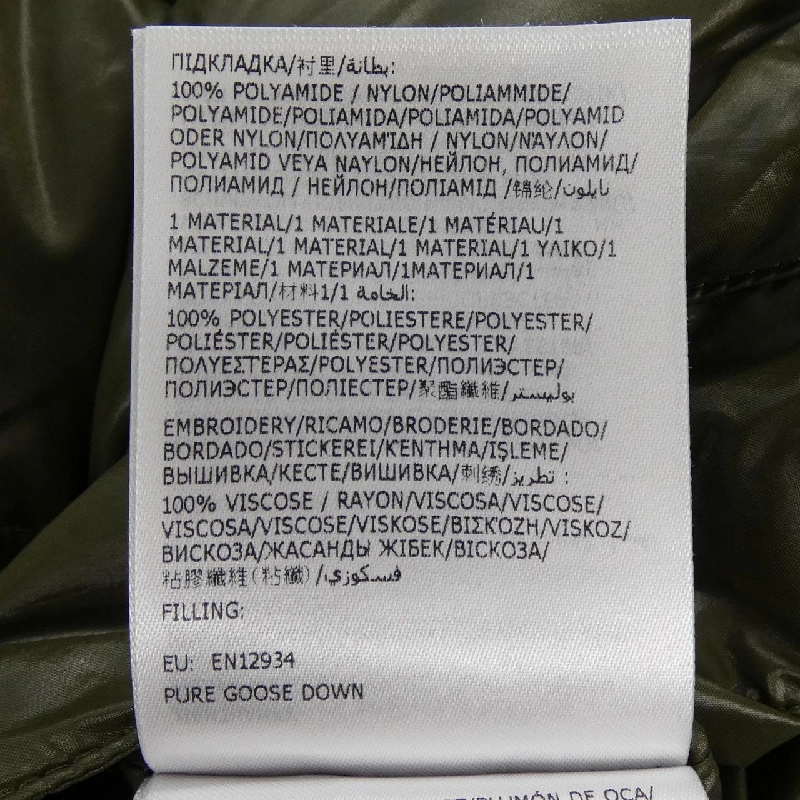 ПІДКЛАДКА/衬里/بطانة:
100% POLYAMIDE / NYLON/POLIAMMIDE/
POLYAMIDE/POLIAMIDA/POLIAMIDA/POLYAMID
ODER NYLON/ΠΟΛΥΑΜΊΔΗ / NYLON/ΝΆΥΛΟΝ/
POLYAMID VEYA NAYLON/НЕЙЛОН, ПОЛИАМИД/
ПОЛИАМИД / НЕЙЛОН/ПОЛІАМІД /锦纶/نايلون
1 MATERIAL/1 MATERIALE/1 MATÉRIAU/1
MATERIAL/1 MATERIAL/1 MATERIAL/1 ΥΛΙΚΟ/1
MALZEME/1 МАТЕРИАЛ/1МАТЕРИАЛ/1
МАТЕРІАЛ/材料1/1 الخامة:
100% POLYESTER/POLIESTERE/POLYESTER/
POLIÉSTER/POLIÉSTER/POLYESTER/
ΠΟΛΥΕΣΤΕΡΑΣ/POLYESTER/ПОЛИЭСТЕР/
ПОЛИЭСТЕР/ПОЛІЕСТЕР/聚酯纖維/بوليستر
EMBROIDERY/RICAMO/BRODERIE/BORDADO/
BORDADO/STICKEREI/ΚΈΝΤΗΜΑ/İŞLEME/
ВЫШИВКА/КЕСТЕ/ВИШИВКА/刺绣/تطريز :
100% VISCOSE / RAYON/VISCOSA/VISCOSE/
VISCOSA/VISCOSE/VISKOSE/ΒΙΣΚΌΖΗ/VISKOZ/
ВИСКОЗА/ЖАСАНДЫ ЖІБЕК/ВІСКОЗА/
粘膠纖維(粘纖)/فسكوزي
FILLING:
EU: EN12934
PURE GOOSE DOWN
DE OCA/